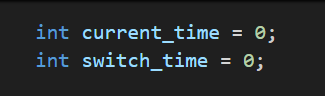 int current_time = 0;
int switch_time = 0;